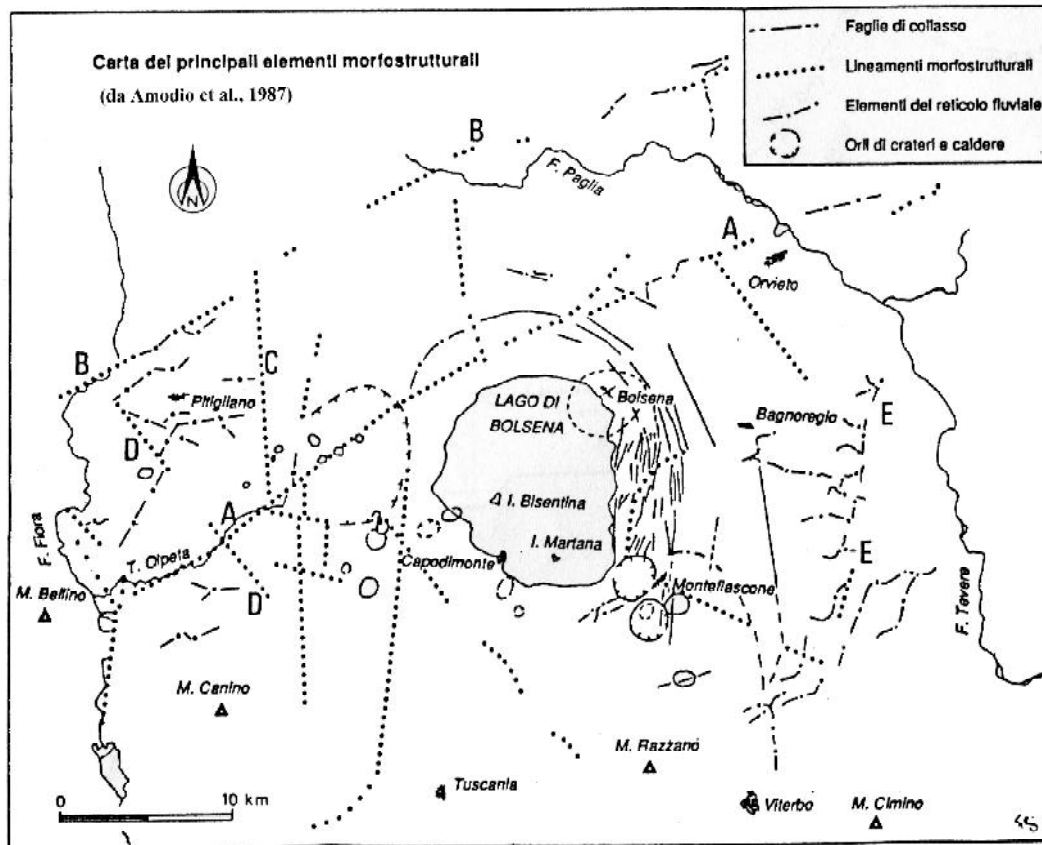 Carta dei principali elementi morfostrutturali
(da Amodio et al., 1987)
Faglie di collasso
Lineamenti morfostrutturali
Elementi del reticolo fluviale
Orli di crateri e caldere
N
B
F. Paglia
A
Orvieto
B
C
Pitigliano
D
LAGO DI
BOLSENA
Bolsena
Bagnoregio
E
I. Bisentina
A
F. Fiora
T. Olpeta
Capodimonte
I. Martana
E
M. Bellino
D
Montefiascone
F. Tevere
M. Canino
M. Razzano
0 10 km
Tuscania
Viterbo
M. Cimino